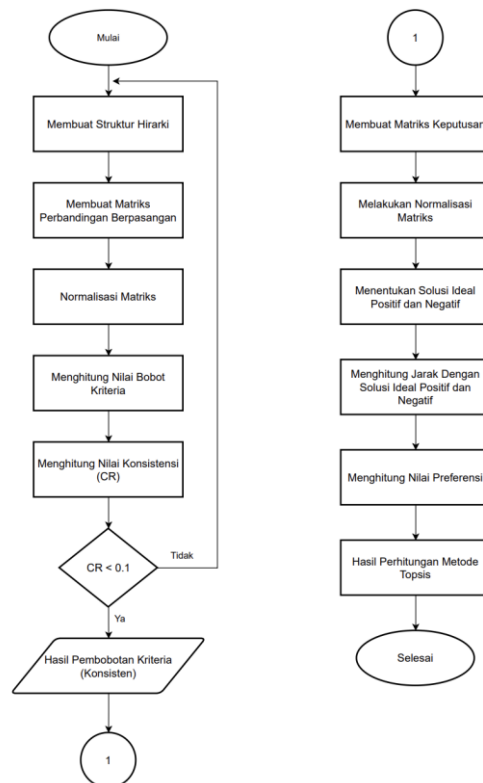 Mulai
Membuat Struktur Hirarki
Membuat Matriks
Perbandingan Berpasangan
Normalisasi Matriks
Menghitung Nilai Bobot
Kriteria
Menghitung Nilai Konsistensi
(CR)
CR < 0.1
Tidak
Ya
Hasil Pembobotan Kriteria
(Konsisten)
1
1
Membuat Matriks Keputusan
Melakukan Normalisasi
Matriks
Menentukan Solusi Ideal
Positif dan Negatif
Menghitung Jarak Dengan
Solusi Ideal Positif dan
Negatif
Menghitung Nilai Preferensi
Hasil Perhitungan Metode
Topsis
Selesai